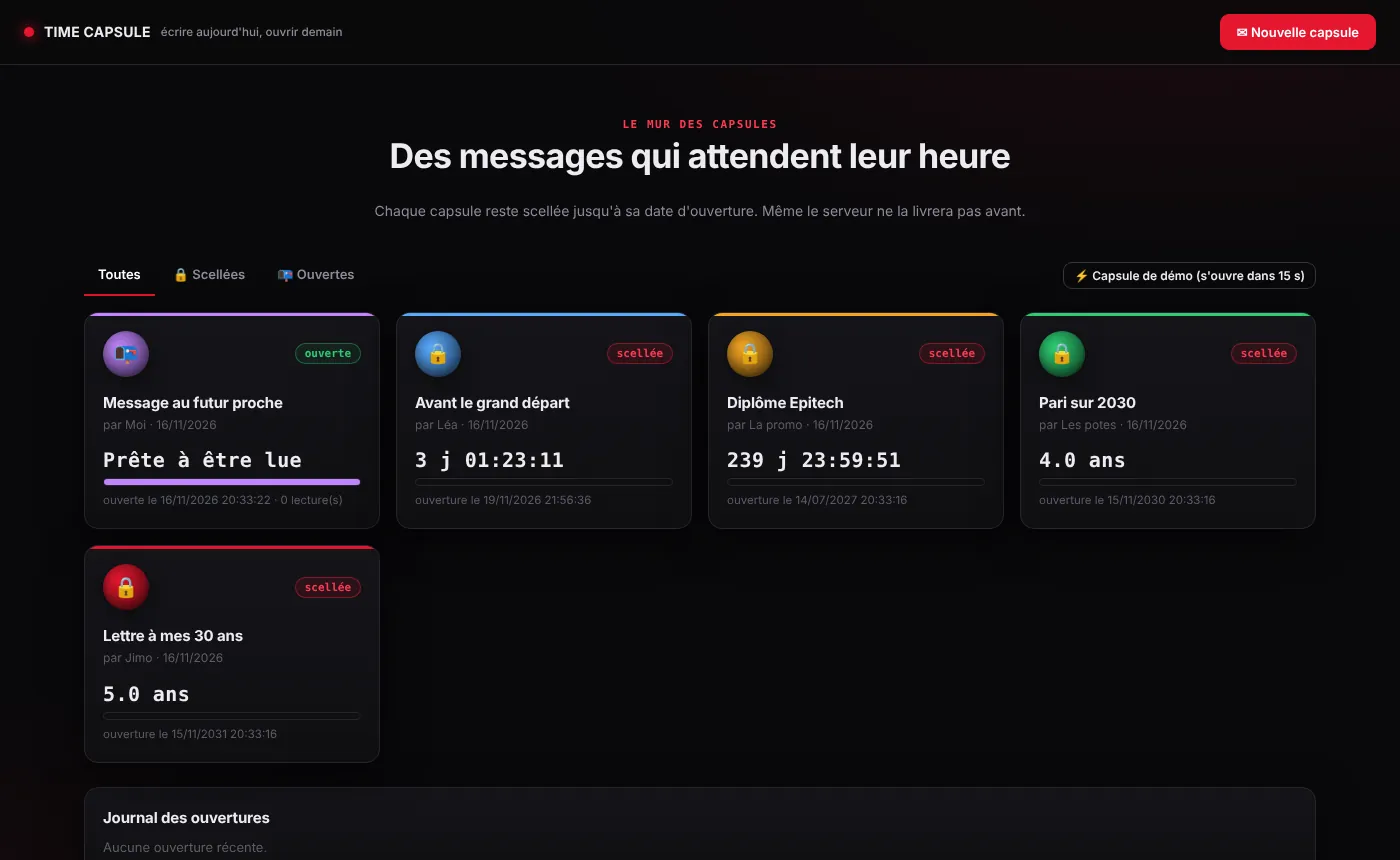 TIME CAPSULE écrire aujourd'hui, ouvrir demain
✉ Nouvelle capsule
LE MUR DES CAPSULES
Des messages qui attendent leur heure
Chaque capsule reste scellée jusqu'à sa date d'ouverture. Même le serveur ne la livrera pas avant.
Toutes
🔒 Scellées
📭 Ouvertes
⚡ Capsule de démo (s'ouvre dans 15 s)
ouverte
Message au futur proche
par Moi · 16/11/2026
Prête à être lue
ouverte le 16/11/2026 20:33:22 · 0 lecture(s)
scellée
Avant le grand départ
par Léa · 16/11/2026
3 j 01:23:11
ouverture le 19/11/2026 21:56:36
scellée
Diplôme Epitech
par La promo · 16/11/2026
239 j 23:59:51
ouverture le 14/07/2027 20:33:16
scellée
Pari sur 2030
par Les potes · 16/11/2026
4.0 ans
ouverture le 15/11/2030 20:33:16
scellée
Lettre à mes 30 ans
par Jimo · 16/11/2026
5.0 ans
ouverture le 15/11/2031 20:33:16
Journal des ouvertures
Aucune ouverture récente.